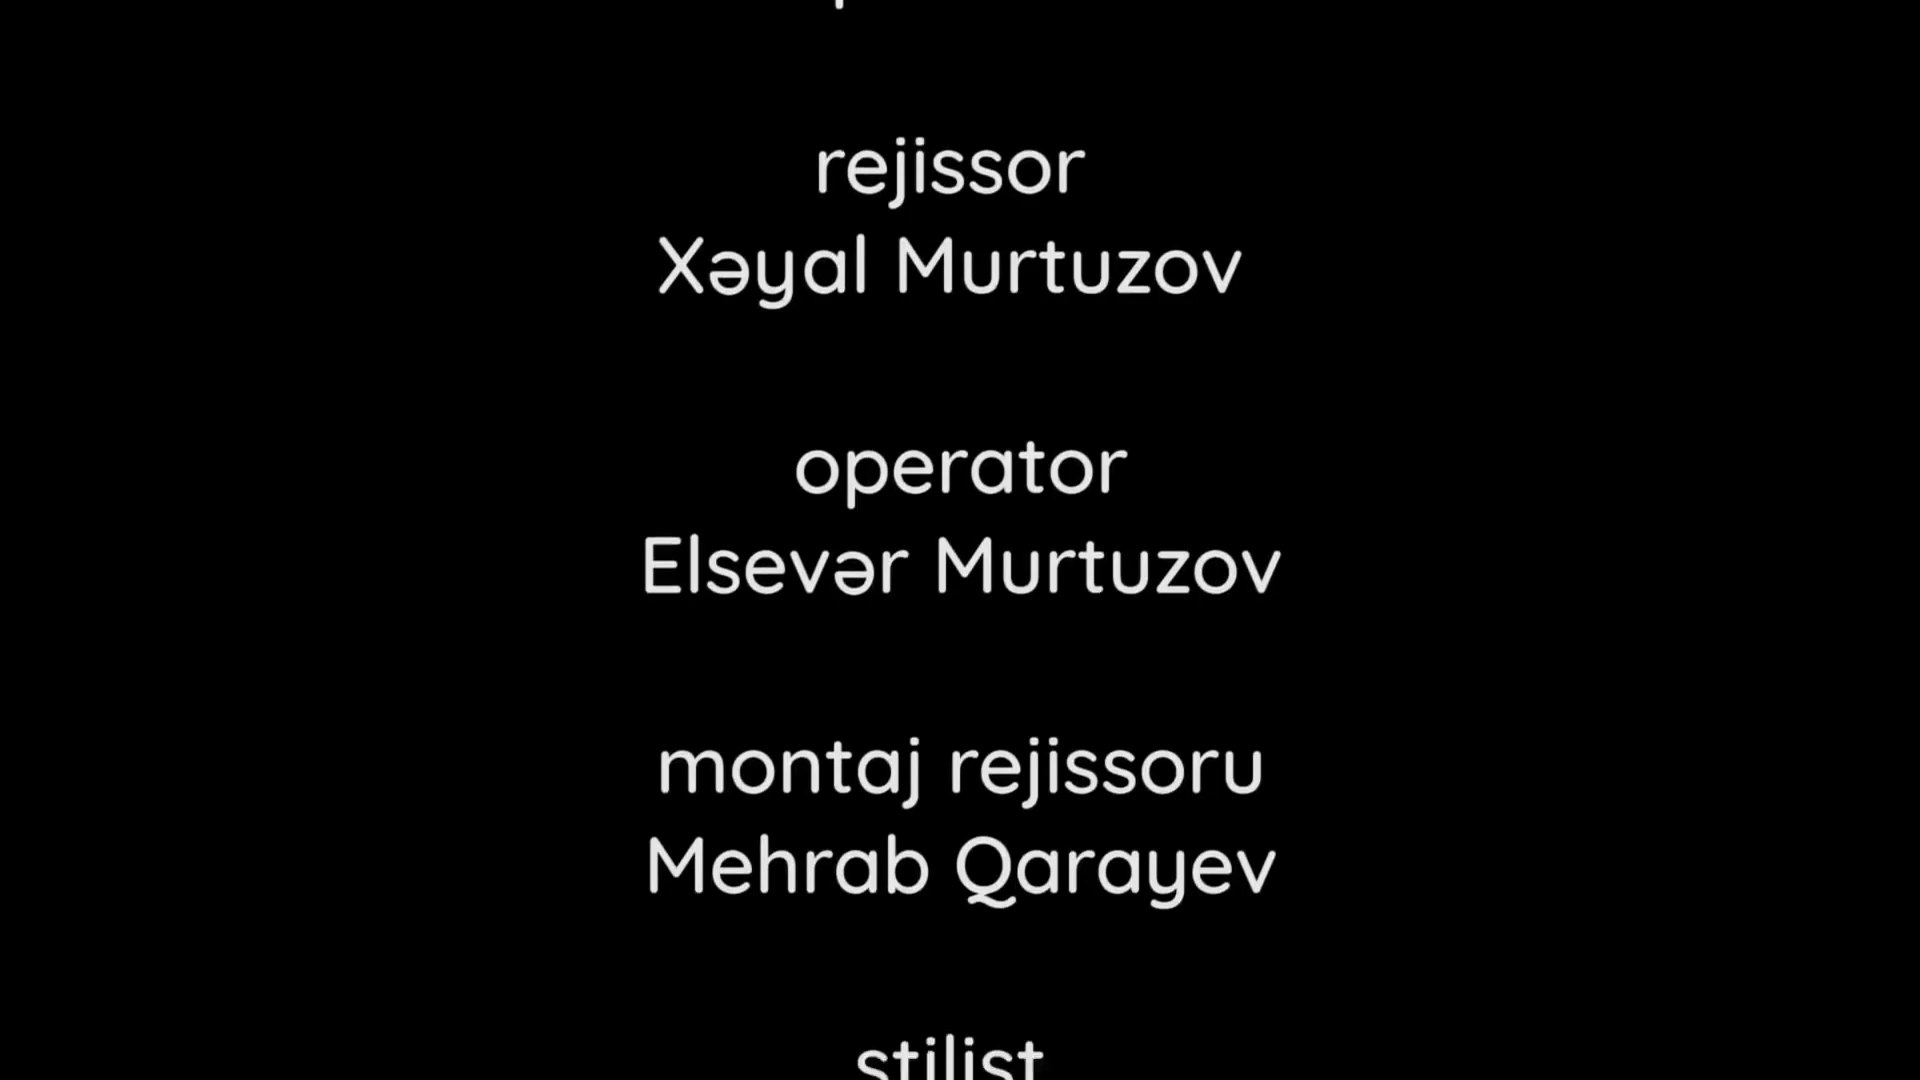 rejissor
Xəyal Murtuzov
operator
Elsevər Murtuzov
montaj rejissoru
Mehrab Qarayev
stilist